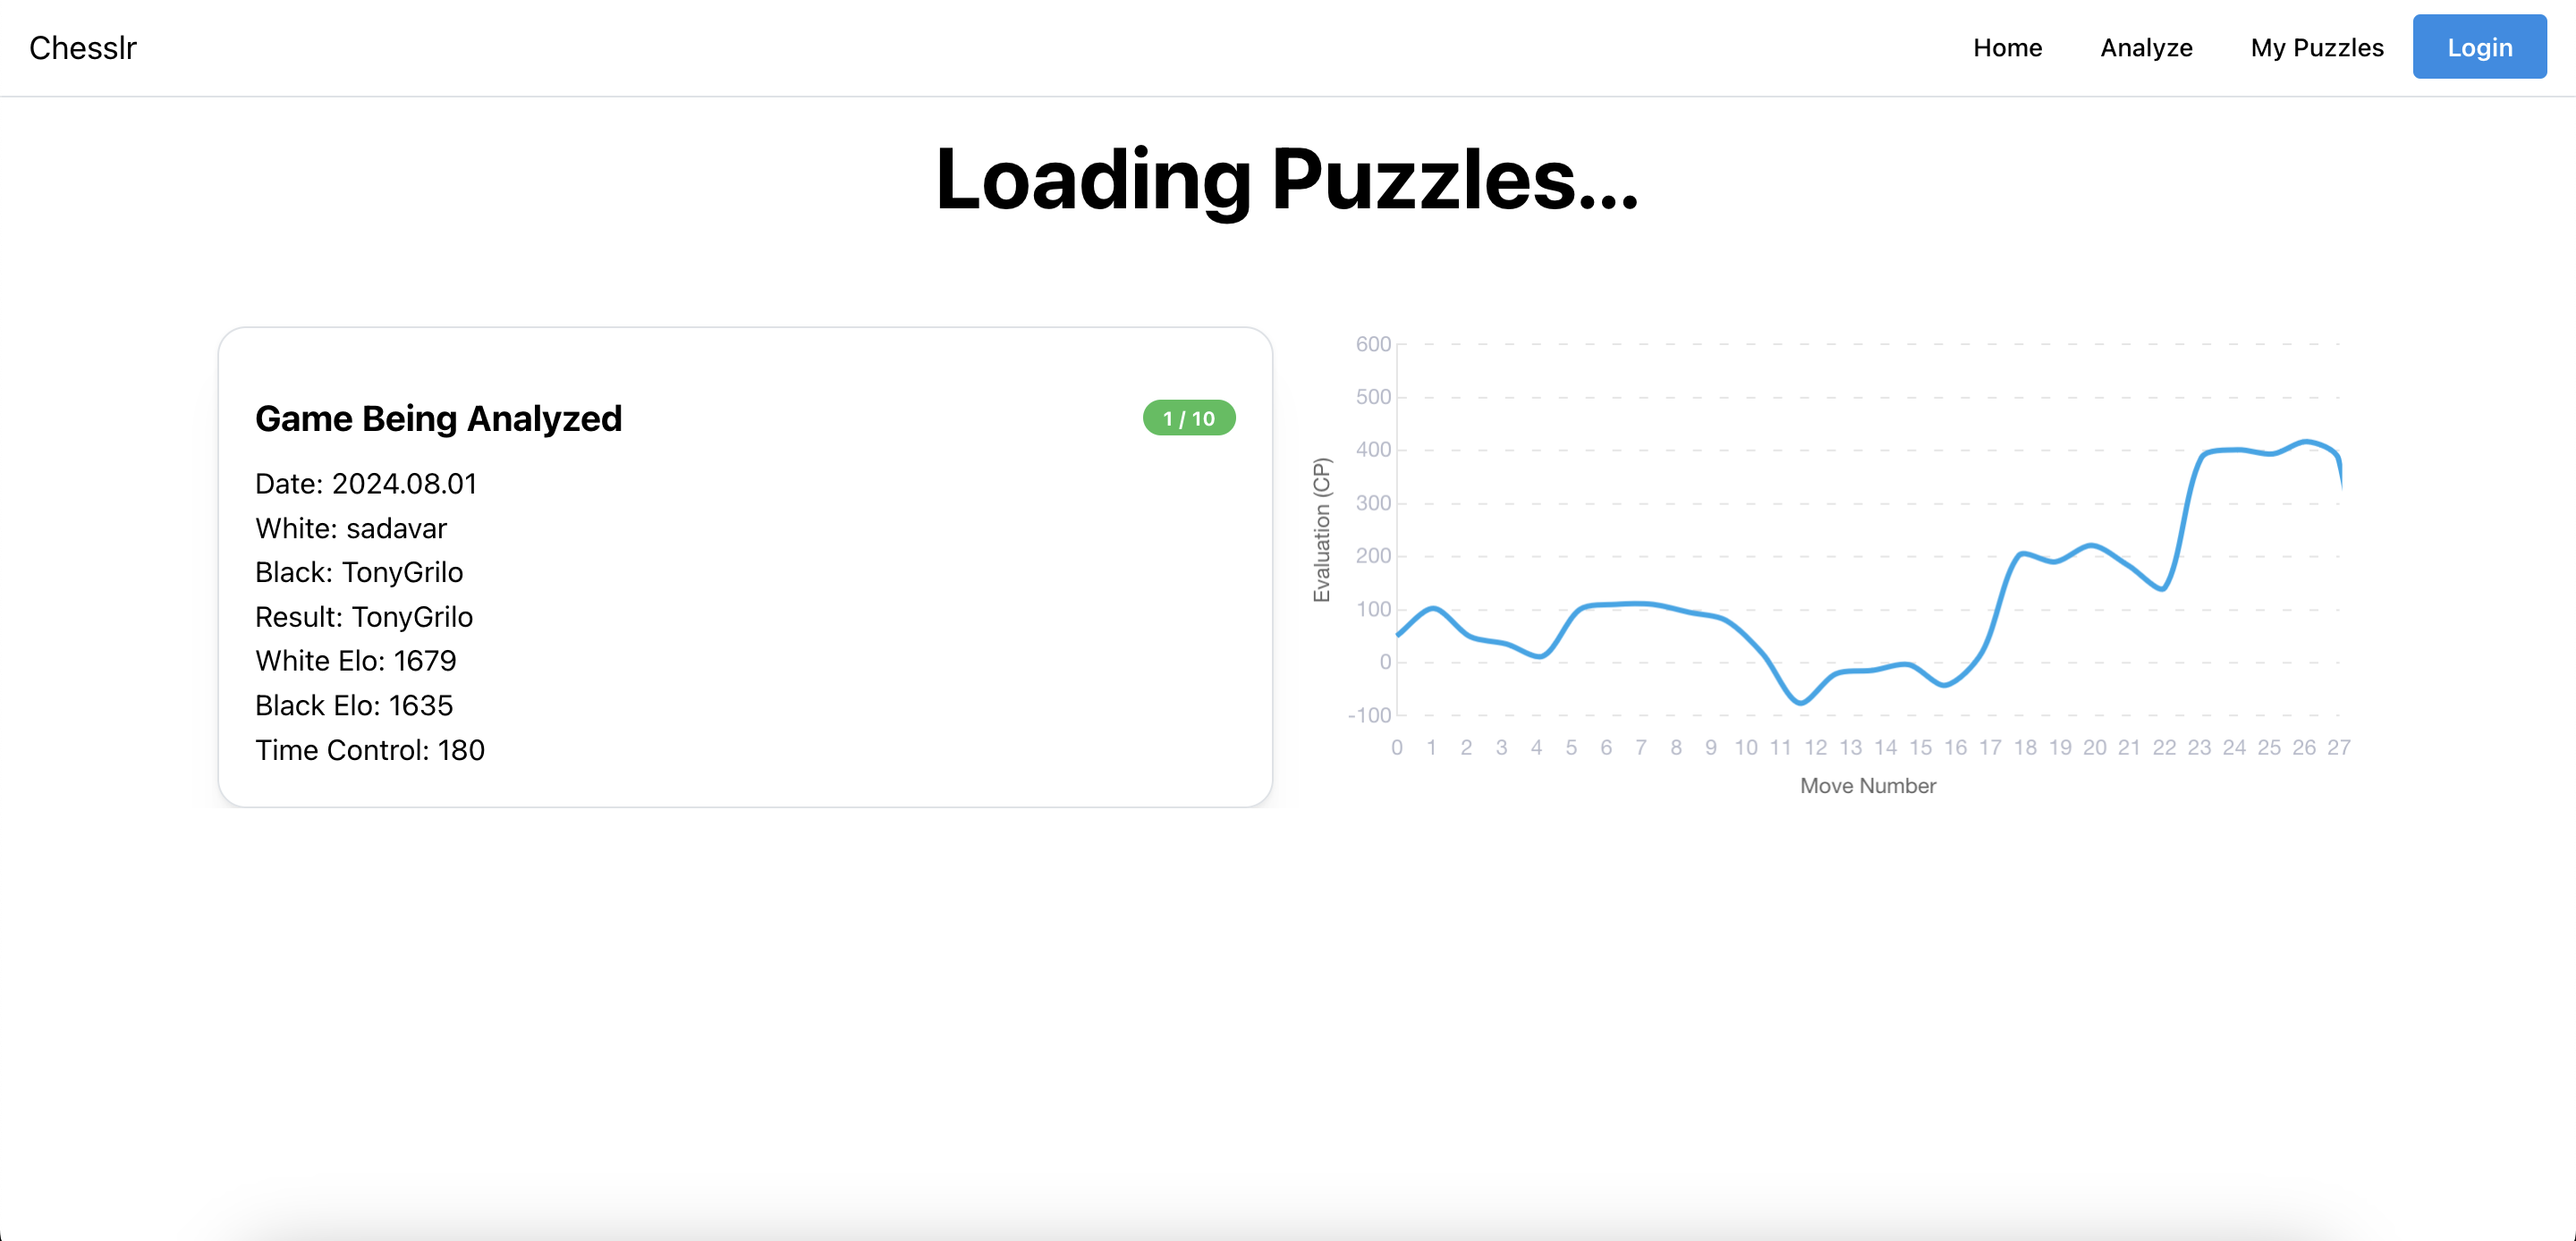 Chesslr
Home Analyze My Puzzles Login
Loading Puzzles...
Game Being Analyzed 1 / 10
Date: 2024.08.01
White: sadavar
Black: TonyGrilo
Result: TonyGrilo
White Elo: 1679
Black Elo: 1635
Time Control: 180
Evaluation (CP)
600
500
400
300
200
100
0
-100
0 1 2 3 4 5 6 7 8 9 10 11 12 13 14 15 16 17 18 19 20 21 22 23 24 25 26 27
Move Number